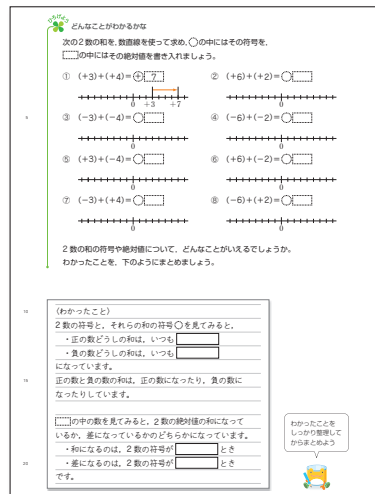 ひろげよう
どんなことがわかるかな
次の2数の和を,数直線を使って求め,◯の中にはその符号を,
の中にはその絶対値を書き入れましょう。
① (+3)+(+4)=+ 7
② (+6)+(+2)=
0 +3 +7
0
5
③ (-3)+(-4)=
④ (-6)+(-2)=
0
0
⑤ (+3)+(-4)=
⑥ (+6)+(-2)=
0
0
⑦ (-3)+(+4)=
⑧ (-6)+(+2)=
0
0
2数の和の符号や絶対値について,どんなことがいえるでしょうか。
わかったことを,下のようにまとめましょう。
10
〈わかったこと〉
2数の符号と,それらの和の符号◯を見てみると,
・正の数どうしの和は,いつも
・負の数どうしの和は,いつも
になっています。
15
正の数と負の数の和は,正の数になったり,負の数に
なったりしています。
の中の数を見てみると,2数の絶対値の和になって
いるか,差になっているかのどちらかになっています。
・和になるのは,2数の符号が とき
20
・差になるのは,2数の符号が とき
です。
わかったことを
しっかり整理して
からまとめよう